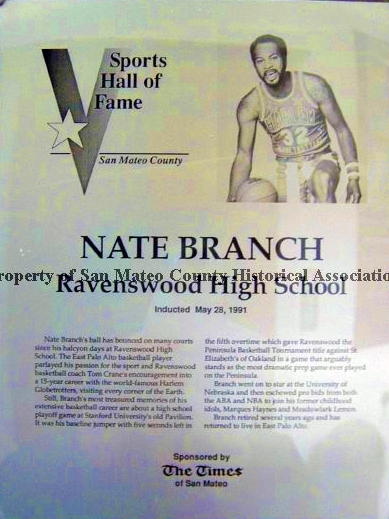 Sports
Hall of
Fame
San Mateo County
32
NATE BRANCH
roperty of San Mateo County Historical Association
Ravenswood High School
Inducted May 28, 1991
Nate Branch's ball has bounced on many courts
since his halcyon days at Ravenswood High
School. The East Palo Alto basketball player
parlayed his passion for the sport and Ravenswood
basketball coach Tom Crane's encouragement into
a 15-year career with the world-famous Harlem
Globetrotters, visiting every corner of the Earth.
Still, Branch's most treasured memories of his
extensive basketball career are about a high school
playoff game at Stanford University's old Pavilion.
It was his baseline jumper with five seconds left in
the fifth overtime which gave Ravenswood the
Peninsula Basketball Tournament title against St.
Elizabeth's of Oakland in a game that arguably
stands as the most dramatic prep game ever played
on the Peninsula.
Branch went on to star at the University of
Nebraska and then eschewed pro bids from both
the ABA and NBA to join his former childhood
idols, Marques Haynes and Meadowlark Lemon.
Branch retired several years ago and has
returned to live in East Palo Alto.
Sponsored by
The Times
of San Mateo